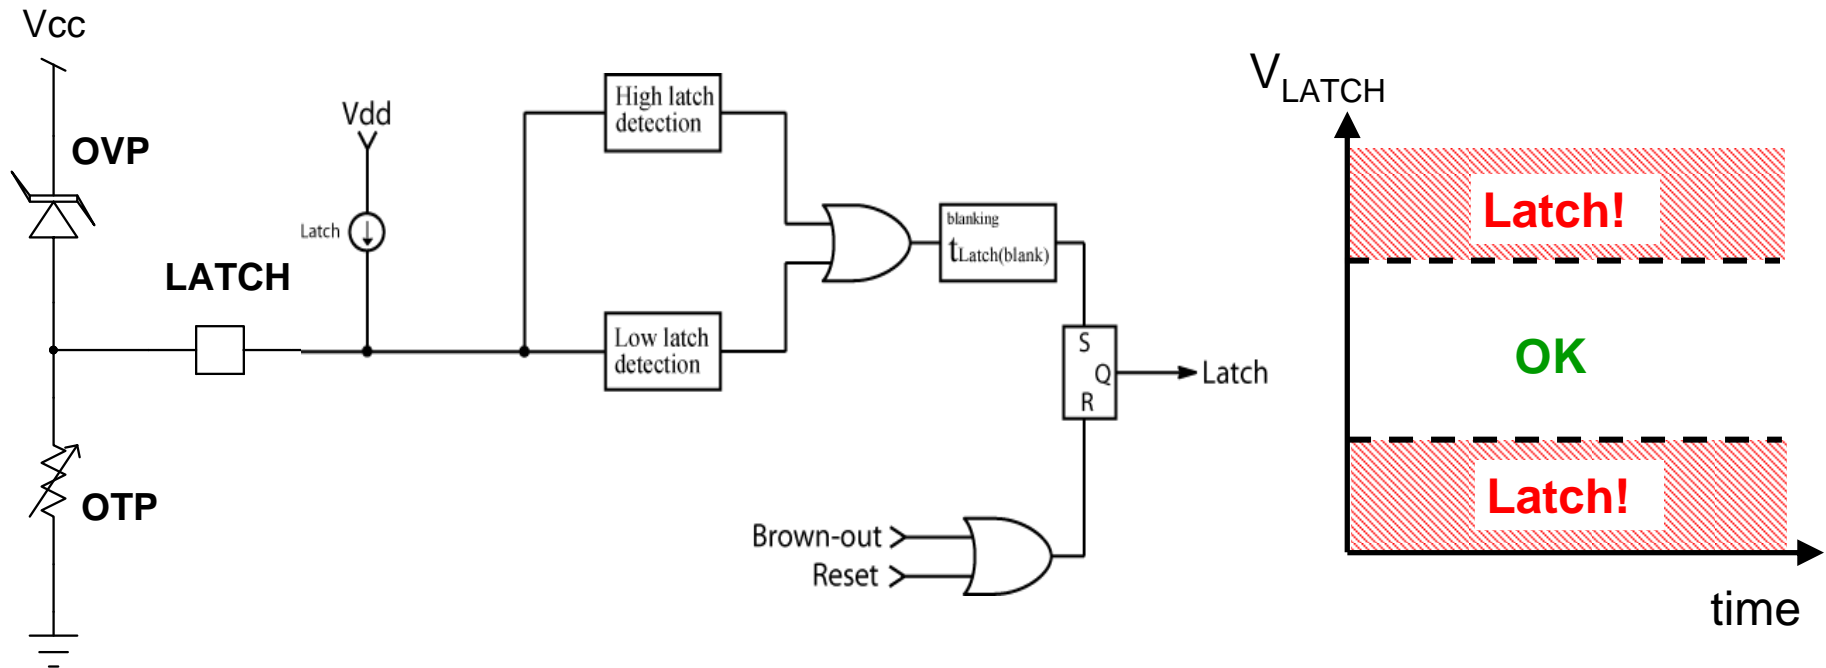 Vcc
OVP
LATCH
OTP
Vdd
Latch
High latch
detection
Low latch
detection
blanking
tLatch(blank)
S
Q
R
Latch
Brown-out
Reset
VLATCH
Latch!
OK
Latch!
time